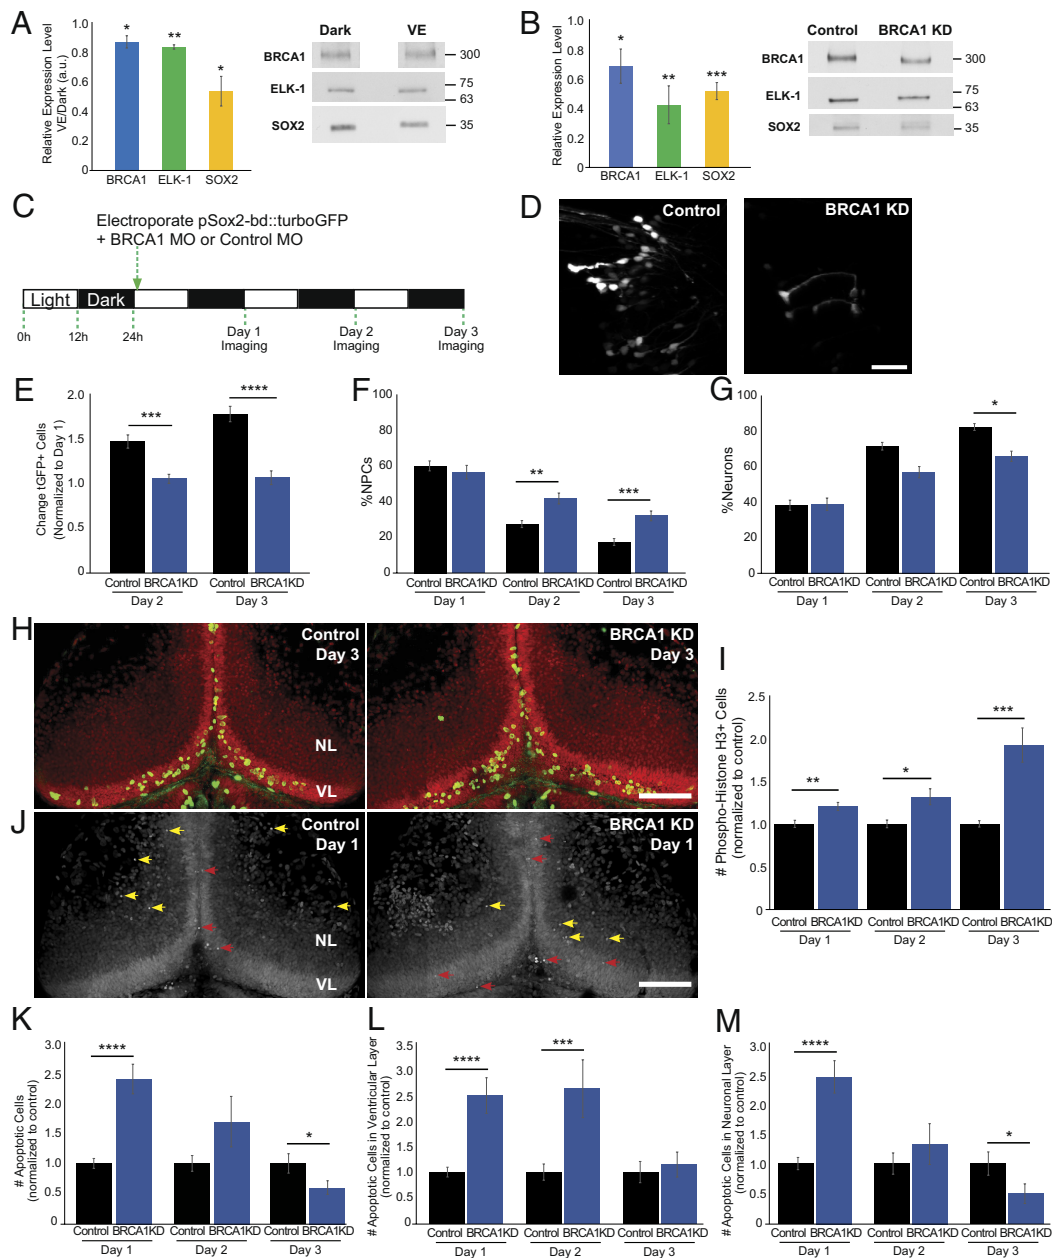 A
Relative Expression Level
VE/Dark (a.u.)
1.0
0.8
0.6
0.4
0.2
0
*
**
*
BRCA1
ELK-1
SOX2
Dark
VE
BRCA1
300
ELK-1
75
63
SOX2
35
B
Relative Expression Level
1.0
0.8
0.6
0.4
0.2
0
*
**
***
BRCA1
ELK-1
SOX2
Control
BRCA1 KD
BRCA1
300
ELK-1
75
63
SOX2
35
C
Electroporate pSox2-bd::turboGFP
+ BRCA1 MO or Control MO
Light
Dark
0h
12h
24h
Day 1
Imaging
Day 2
Imaging
Day 3
Imaging
D
Control
BRCA1 KD
E
Change tGFP+ Cells
(Normalized to Day 1)
2.0
1.5
1.0
0.5
0
***
****
Control BRCA1KD
Control BRCA1KD
Day 2
Day 3
F
%NPCs
100
80
60
40
20
0
**
***
Control BRCA1KD
Control BRCA1KD
Control BRCA1KD
Day 1
Day 2
Day 3
G
%Neurons
100
80
60
40
20
0
*
Control BRCA1KD
Control BRCA1KD
Control BRCA1KD
Day 1
Day 2
Day 3
H
Control
Day 3
NL
VL
BRCA1 KD
Day 3
I
# Phospho-Histone H3+ Cells
(normalized to control)
2.5
2.0
1.5
1.0
0.5
0
**
*
***
Control BRCA1KD
Control BRCA1KD
Control BRCA1KD
Day 1
Day 2
Day 3
J
Control
Day 1
NL
VL
BRCA1 KD
Day 1
K
# Apoptotic Cells
(normalized to control)
3.0
2.5
2.0
1.5
1.0
0.5
0
****
*
Control BRCA1KD
Control BRCA1KD
Control BRCA1KD
Day 1
Day 2
Day 3
L
# Apoptotic Cells in Ventricular Layer
(normalized to control)
3.5
3.0
2.5
2.0
1.5
1.0
0.5
0
****
***
Control BRCA1KD
Control BRCA1KD
Control BRCA1KD
Day 1
Day 2
Day 3
M
# Apoptotic Cells in Neuronal Layer
(normalized to control)
3.0
2.5
2.0
1.5
1.0
0.5
0
****
*
Control BRCA1KD
Control BRCA1KD
Control BRCA1KD
Day 1
Day 2
Day 3